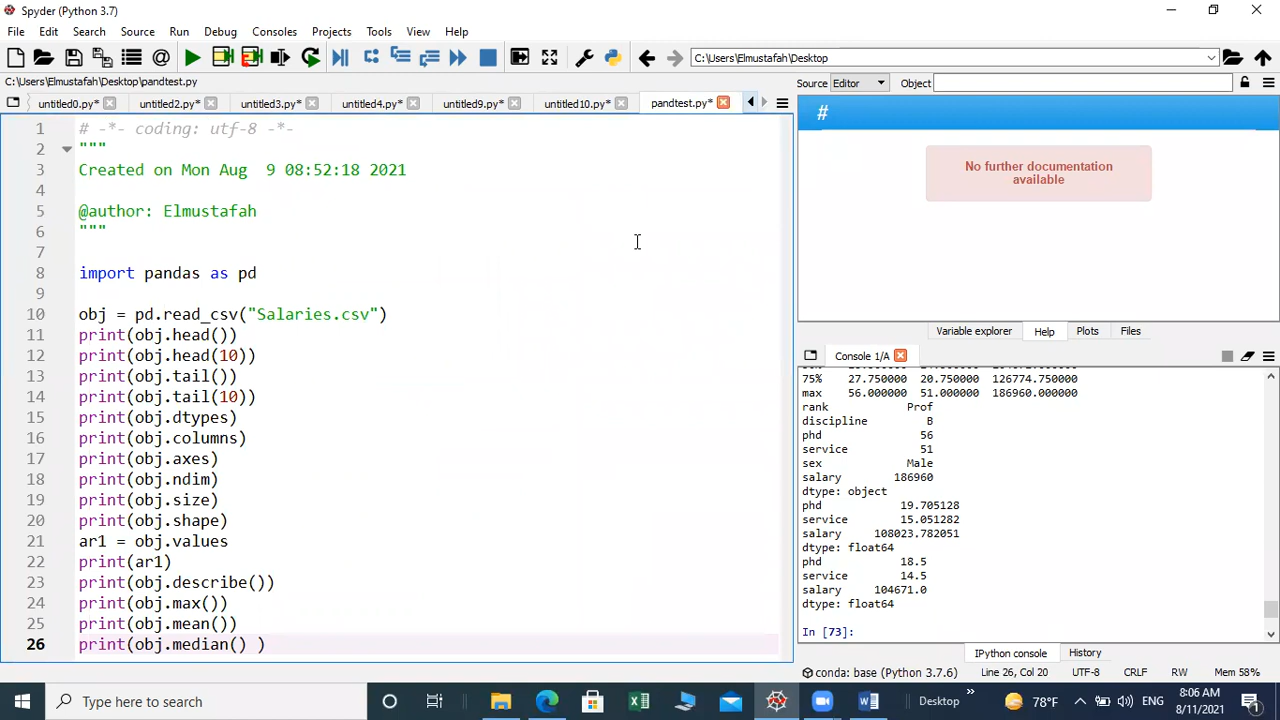 Spyder (Python 3.7)
File Edit Search Source Run Debug Consoles Projects Tools View Help
C:\Users\Elmustafah\Desktop
C:\Users\Elmustafah\Desktop\pandtest.py
untitled0.py* untitled2.py* untitled3.py* untitled4.py* untitled9.py* untitled10.py* pandtest.py*
1 # -*- coding: utf-8 -*-
2 """
3 Created on Mon Aug  9 08:52:18 2021
4
5 @author: Elmustafah
6 """
7
8 import pandas as pd
9
10 obj = pd.read_csv("Salaries.csv")
11 print(obj.head())
12 print(obj.head(10))
13 print(obj.tail())
14 print(obj.tail(10))
15 print(obj.dtypes)
16 print(obj.columns)
17 print(obj.axes)
18 print(obj.ndim)
19 print(obj.size)
20 print(obj.shape)
21 ar1 = obj.values
22 print(ar1)
23 print(obj.describe())
24 print(obj.max())
25 print(obj.mean())
26 print(obj.median() )
Source Editor Object
#
No further documentation
available
Variable explorer Help Plots Files
Console 1/A
75% 27.750000 20.750000 126774.750000
max 56.000000 51.000000 186960.000000
rank Prof
discipline B
phd 56
service 51
sex Male
salary 186960
dtype: object
phd 19.705128
service 15.051282
salary 108023.782051
dtype: float64
phd 18.5
service 14.5
salary 104671.0
dtype: float64
In [73]:
IPython console History
conda: base (Python 3.7.6) Line 26, Col 20 UTF-8 CRLF RW Mem 58%
Type here to search
Desktop
78°F
ENG
8:06 AM
8/11/2021
1